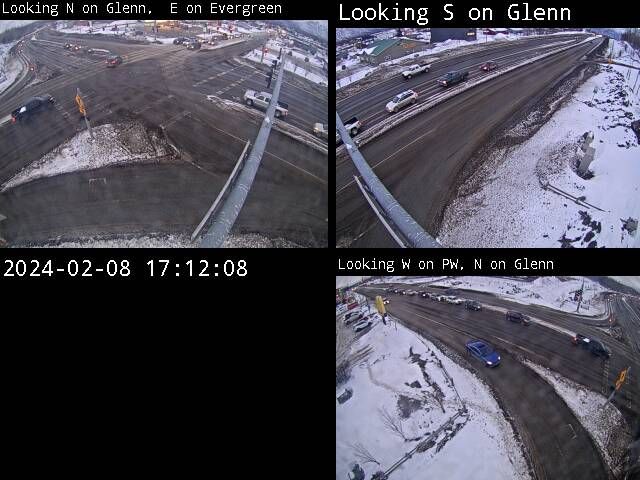 Looking N on Glenn,  E on Evergreen
Looking S on Glenn
2024-02-08 17:12:08
Looking W on PW, N on Glenn